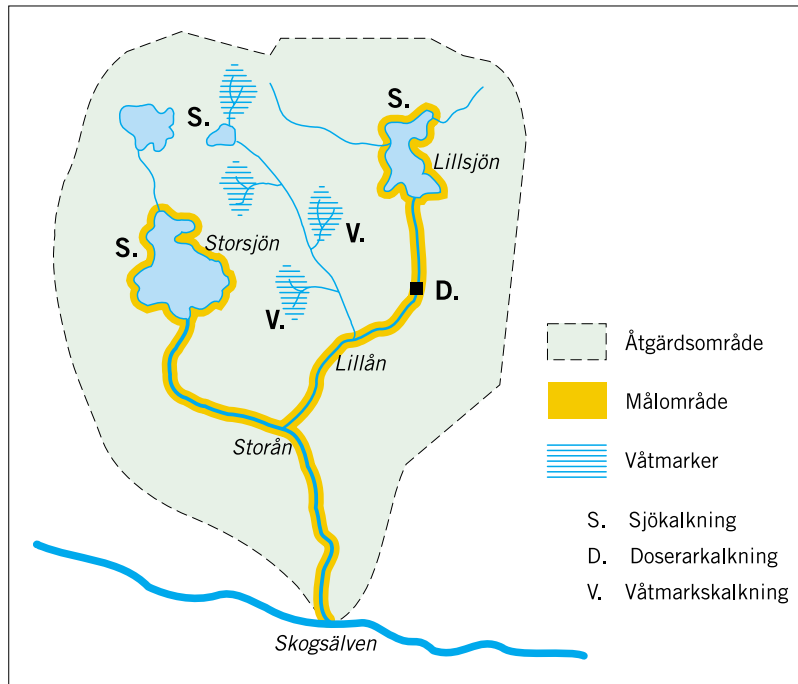 S.
S.
Lillsjön
V.
S.
Storsjön
D.
V.
Lillån
Storån
Skogsälven
Åtgärdsområde
Målområde
Våtmarker
S. Sjökalkning
D. Doserarkalkning
V. Våtmarkskalkning